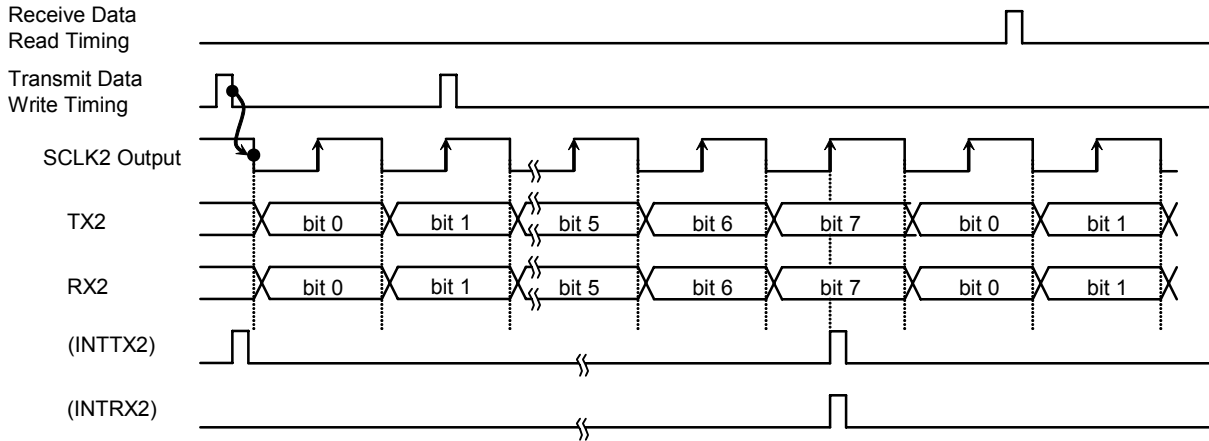 Receive Data
Read Timing
Transmit Data
Write Timing
SCLK2 Output
TX2
bit 0 bit 1 bit 5 bit 6 bit 7 bit 0 bit 1
RX2
bit 0 bit 1 bit 5 bit 6 bit 7 bit 0 bit 1
(INTTX2)
(INTRX2)